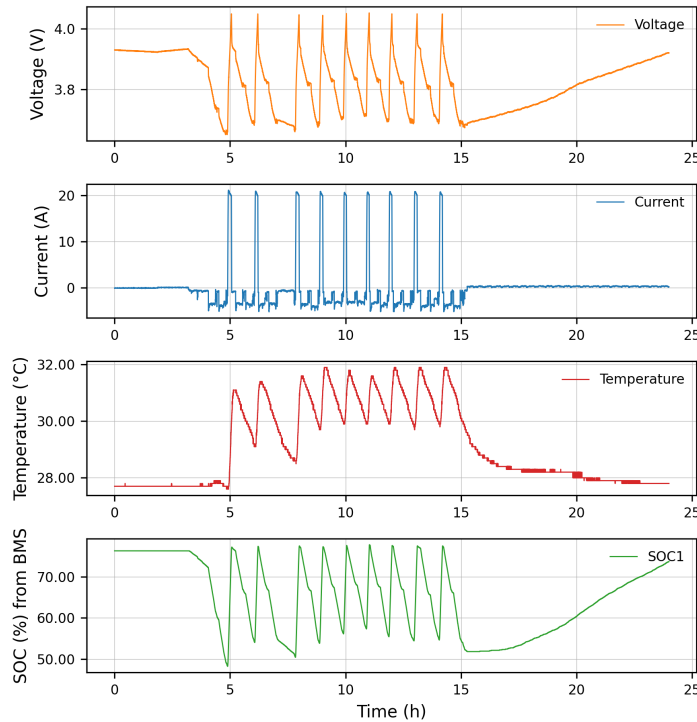 Voltage (V)
4.0
3.8
Voltage
0 5 10 15 20 25
Current (A)
20
10
0
Current
0 5 10 15 20 25
Temperature (°C)
32.00
30.00
28.00
Temperature
0 5 10 15 20 25
SOC (%) from BMS
70.00
60.00
50.00
SOC1
0 5 10 15 20 25
Time (h)